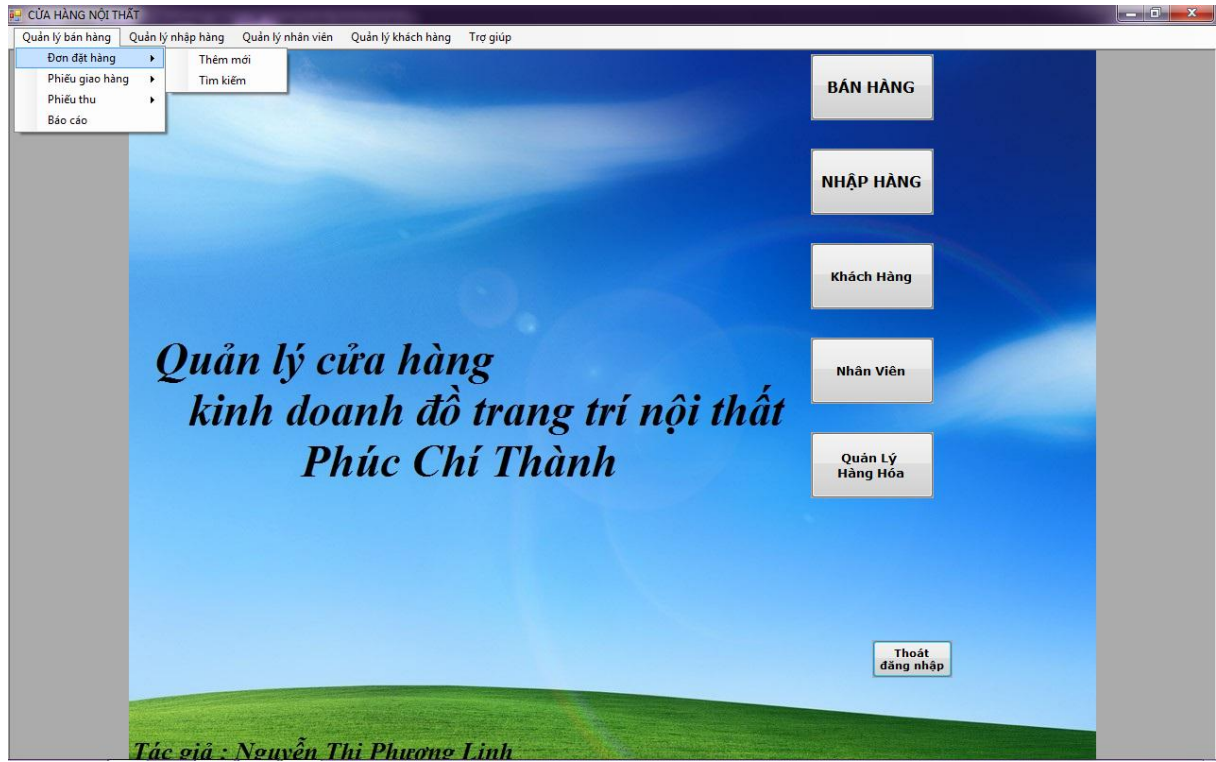 CỬA HÀNG NỘI THẤT
Quản lý bán hàng Quản lý nhập hàng Quản lý nhân viên Quản lý khách hàng Trợ giúp
Đơn đặt hàng
Thêm mới
Phiếu giao hàng
Tìm kiếm
Phiếu thu
Báo cáo
BÁN HÀNG
NHẬP HÀNG
Khách Hàng
Quản lý cửa hàng
kinh doanh đồ trang trí nội thất
Phúc Chí Thành
Nhân Viên
Quản Lý
Hàng Hóa
Thoát
đăng nhập
Tác giả : Nguyễn Thị Phương Linh